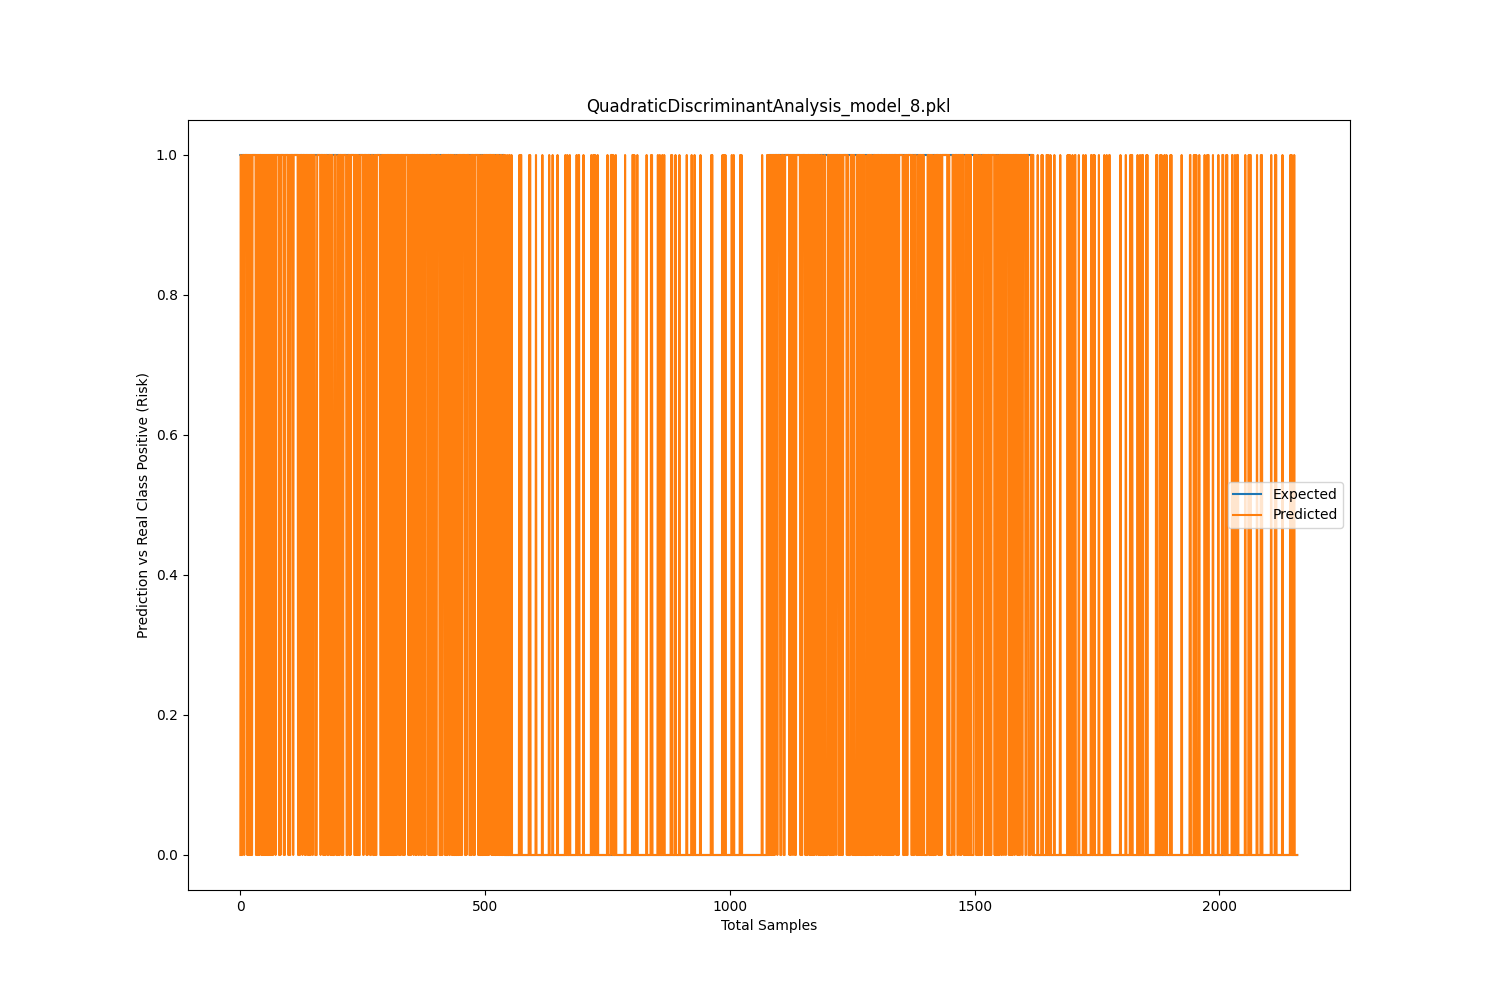 QuadraticDiscriminantAnalysis_model_8.pkl
1.0
0.8
0.6
0.4
0.2
0.0
Prediction vs Real Class Positive (Risk)
Expected
Predicted
0
500
1000
1500
2000
Total Samples